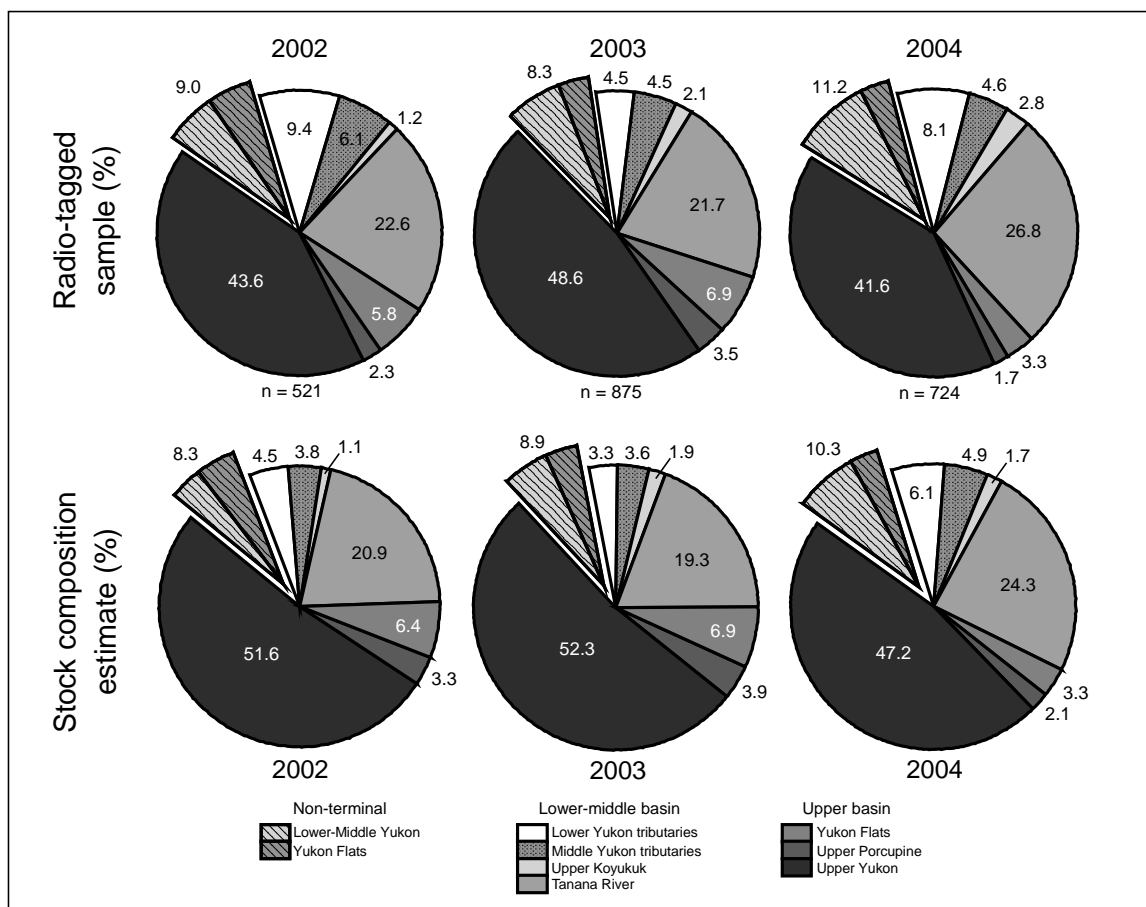 2002
2003
2004
Radio-tagged
sample (%)
9.0
9.4
6.1
1.2
22.6
5.8
2.3
43.6
n = 521
8.3
4.5
4.5
2.1
21.7
6.9
3.5
48.6
n = 875
11.2
8.1
4.6
2.8
26.8
3.3
1.7
41.6
n = 724
Stock composition
estimate (%)
8.3
4.5
3.8
1.1
20.9
6.4
3.3
51.6
8.9
3.3
3.6
1.9
19.3
6.9
3.9
52.3
10.3
6.1
4.9
1.7
24.3
3.3
2.1
47.2
2002
2003
2004
Non-terminal
Lower-Middle Yukon
Yukon Flats
Lower-middle basin
Lower Yukon tributaries
Middle Yukon tributaries
Upper Koyukuk
Tanana River
Upper basin
Yukon Flats
Upper Porcupine
Upper Yukon